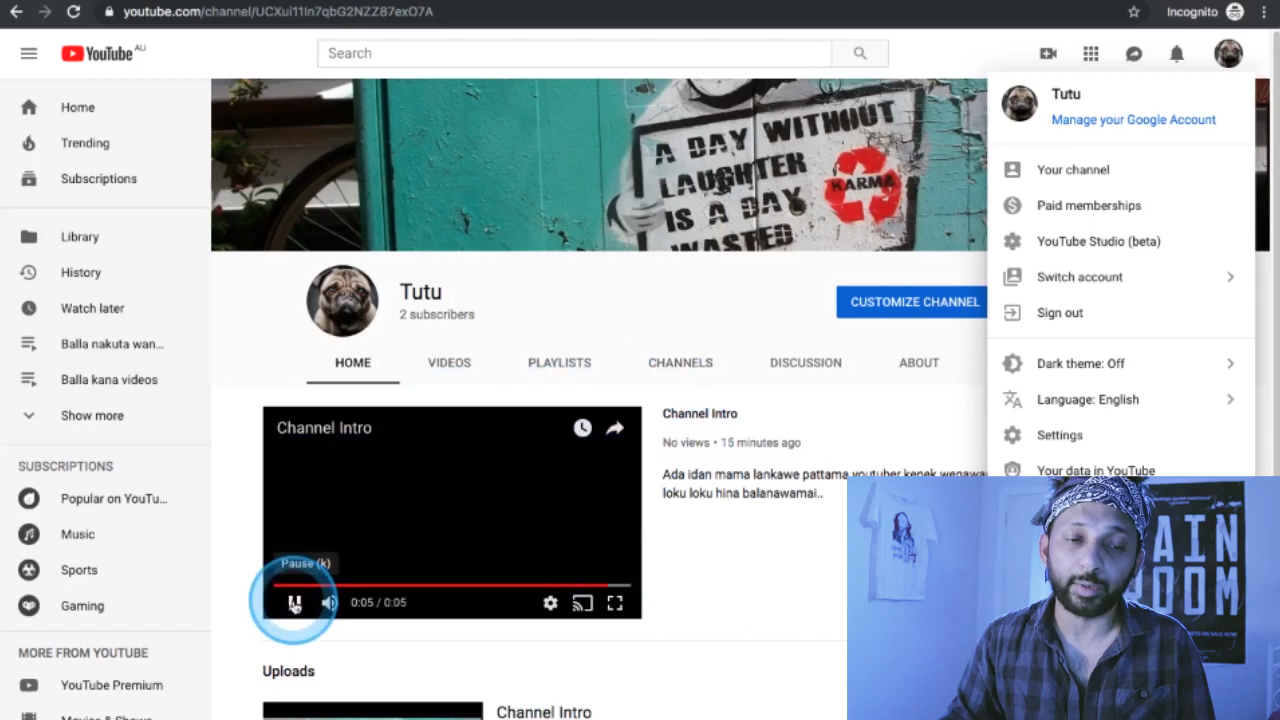 youtube.com/channel/UCXui11In7qbG2NZZ87exO7A
Incognito
YouTube AU
Search
Home
Trending
Subscriptions
Library
History
Watch later
Balla nakuta wan...
Balla kana videos
Show more
SUBSCRIPTIONS
Popular on YouTu...
Music
Sports
Gaming
MORE FROM YOUTUBE
YouTube Premium
Movies & Shows
A DAY WITHOUT
LAUGHTER
IS A DAY
WASTED
KARMA
Tutu
2 subscribers
CUSTOMIZE CHANNEL
HOME
VIDEOS
PLAYLISTS
CHANNELS
DISCUSSION
ABOUT
Channel Intro
Pause (k)
0:05 / 0:05
Channel Intro
No views • 15 minutes ago
Ada idan mama lankawe pattama youtuber kenek wenawa
loku loku hina balanawamai..
Uploads
Channel Intro
Tutu
Manage your Google Account
Your channel
Paid memberships
YouTube Studio (beta)
Switch account
Sign out
Dark theme: Off
Language: English
Settings
Your data in YouTube
AIN
OOM